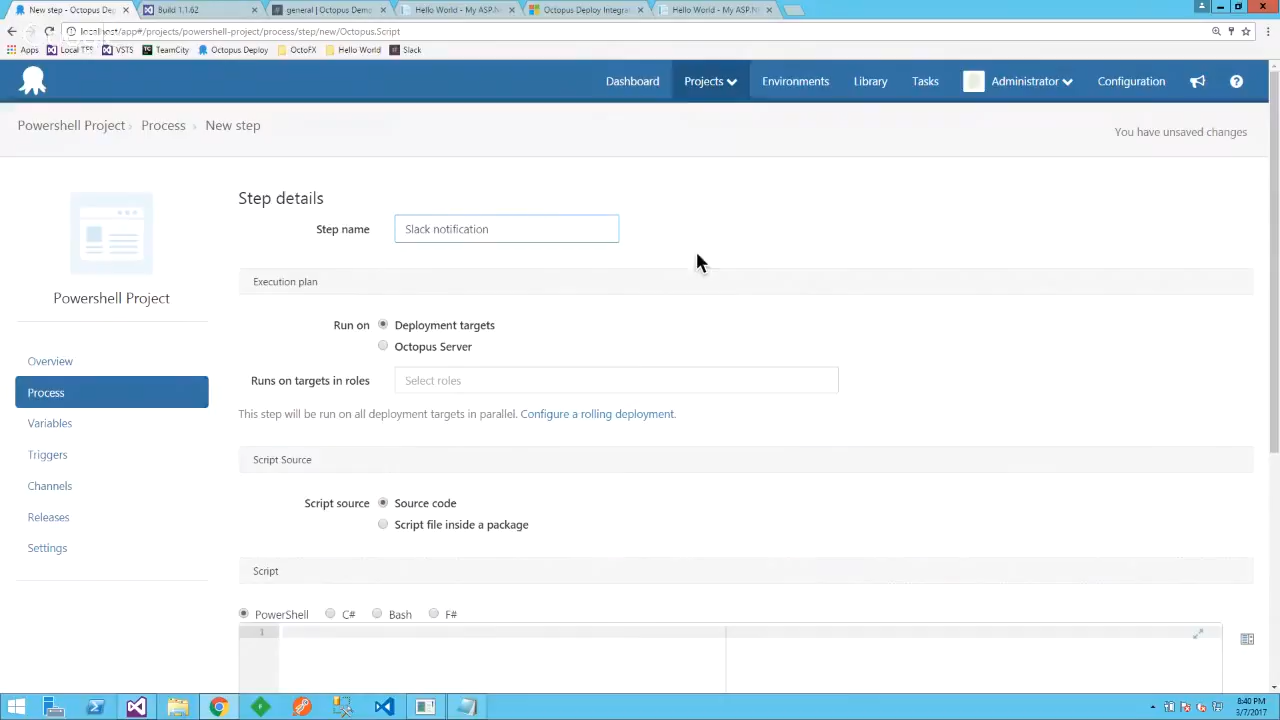 New step - Octopus De
Build 1.1.62
general | Octopus Demo
Hello World - My ASP.N
Octopus Deploy Integrat
Hello World - My ASP.N
localhost/app#/projects/powershell-project/process/step/new/Octopus.Script
Apps Local TFS VSTS TeamCity Octopus Deploy OctoFX Hello World Slack
Dashboard Projects Environments Library Tasks Administrator Configuration
Powershell Project › Process › New step
You have unsaved changes
Step details
Step name Slack notification
Execution plan
Powershell Project
Run on Deployment targets
Octopus Server
Overview
Runs on targets in roles Select roles
Process
This step will be run on all deployment targets in parallel. Configure a rolling deployment.
Variables
Triggers
Script Source
Channels
Script source Source code
Releases
Script file inside a package
Settings
Script
PowerShell C# Bash F#
1
8:40 PM
3/7/2017